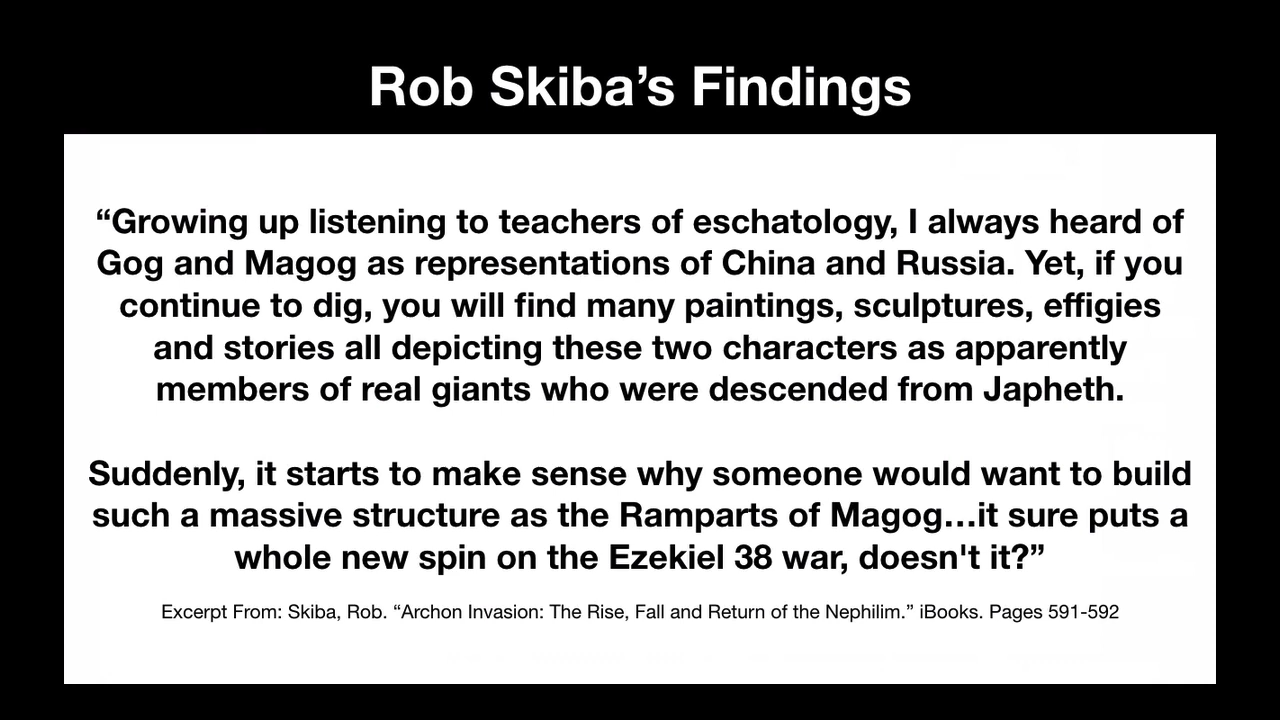 Rob Skiba’s Findings
“Growing up listening to teachers of eschatology, I always heard of
Gog and Magog as representations of China and Russia. Yet, if you
continue to dig, you will find many paintings, sculptures, effigies
and stories all depicting these two characters as apparently
members of real giants who were descended from Japheth.
Suddenly, it starts to make sense why someone would want to build
such a massive structure as the Ramparts of Magog…it sure puts a
whole new spin on the Ezekiel 38 war, doesn't it?”
Excerpt From: Skiba, Rob. “Archon Invasion: The Rise, Fall and Return of the Nephilim.” iBooks. Pages 591-592